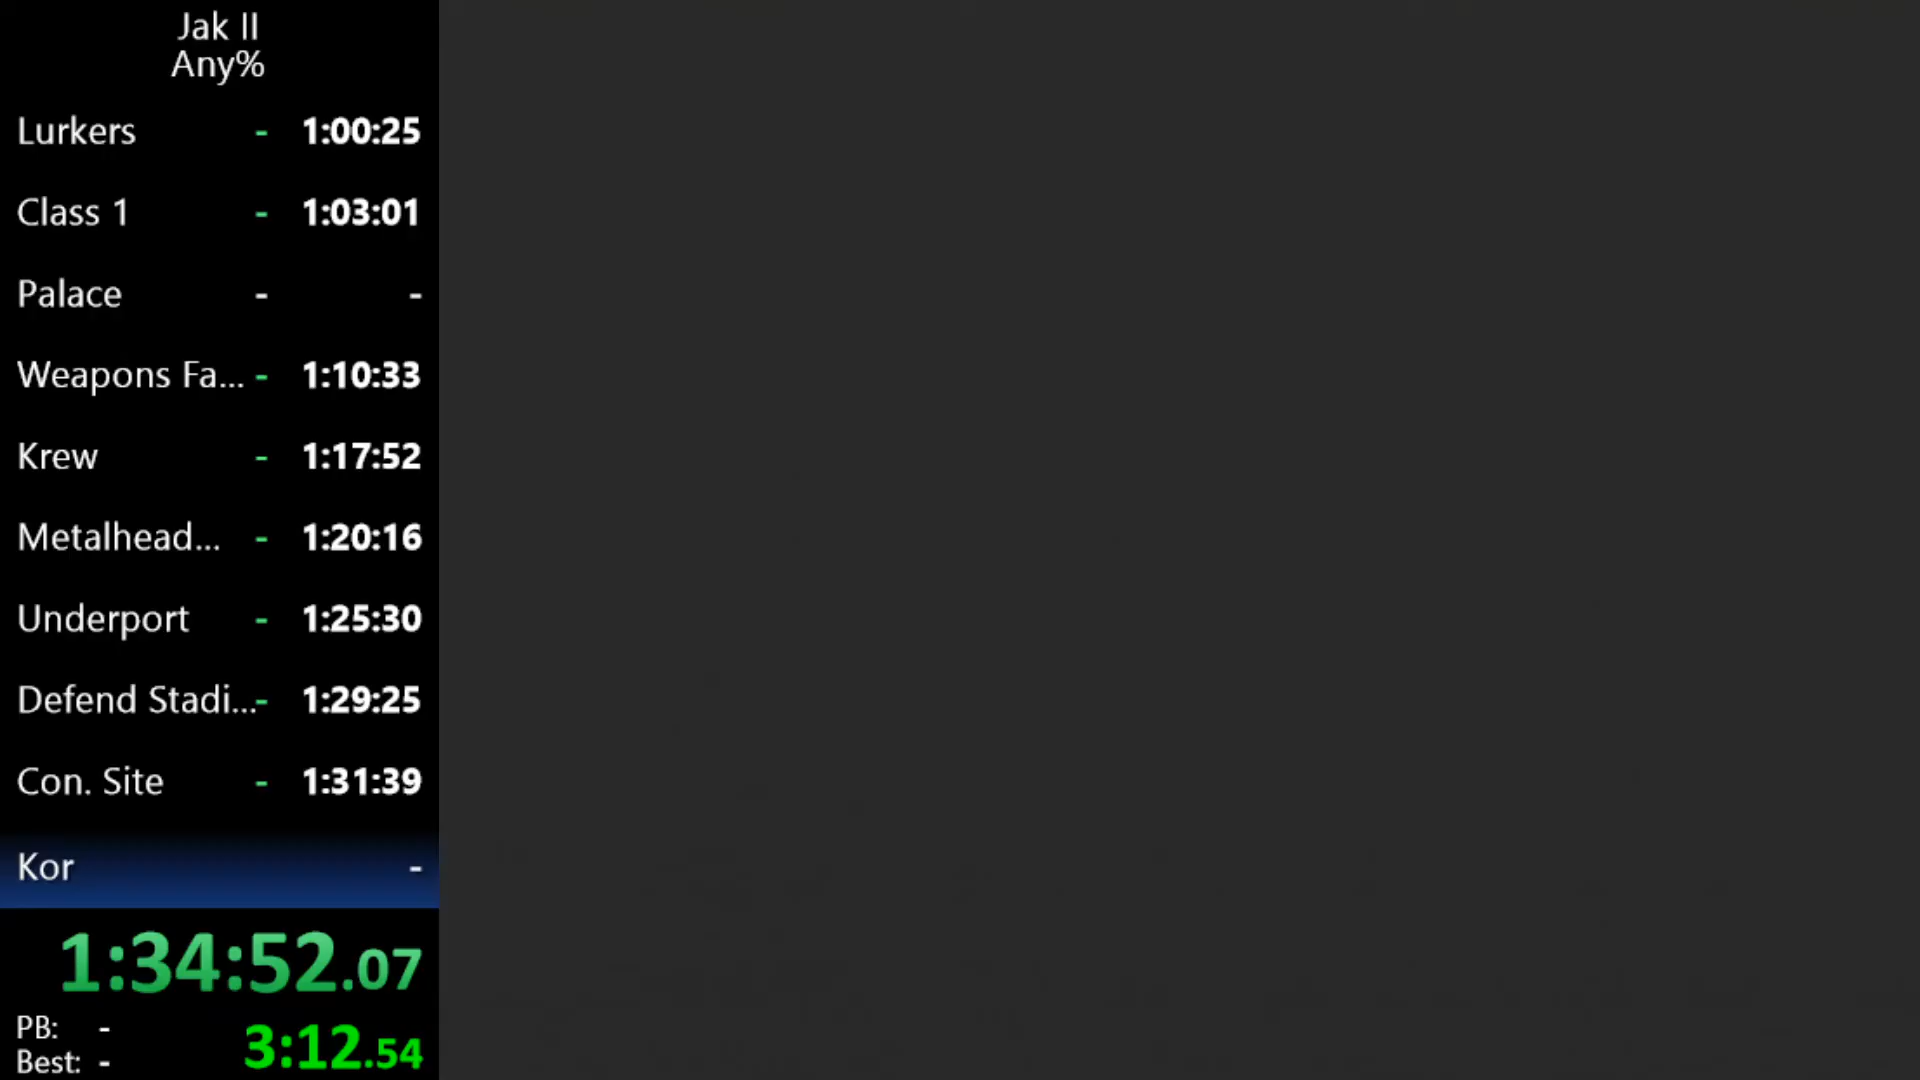 Jak II
Any%
Lurkers - 1:00:25
Class 1 - 1:03:01
Palace - -
Weapons Fa... - 1:10:33
Krew - 1:17:52
Metalhead... - 1:20:16
Underport - 1:25:30
Defend Stadi... - 1:29:25
Con. Site - 1:31:39
Kor -
1:34:52.07
PB: - 3:12.54
Best: -